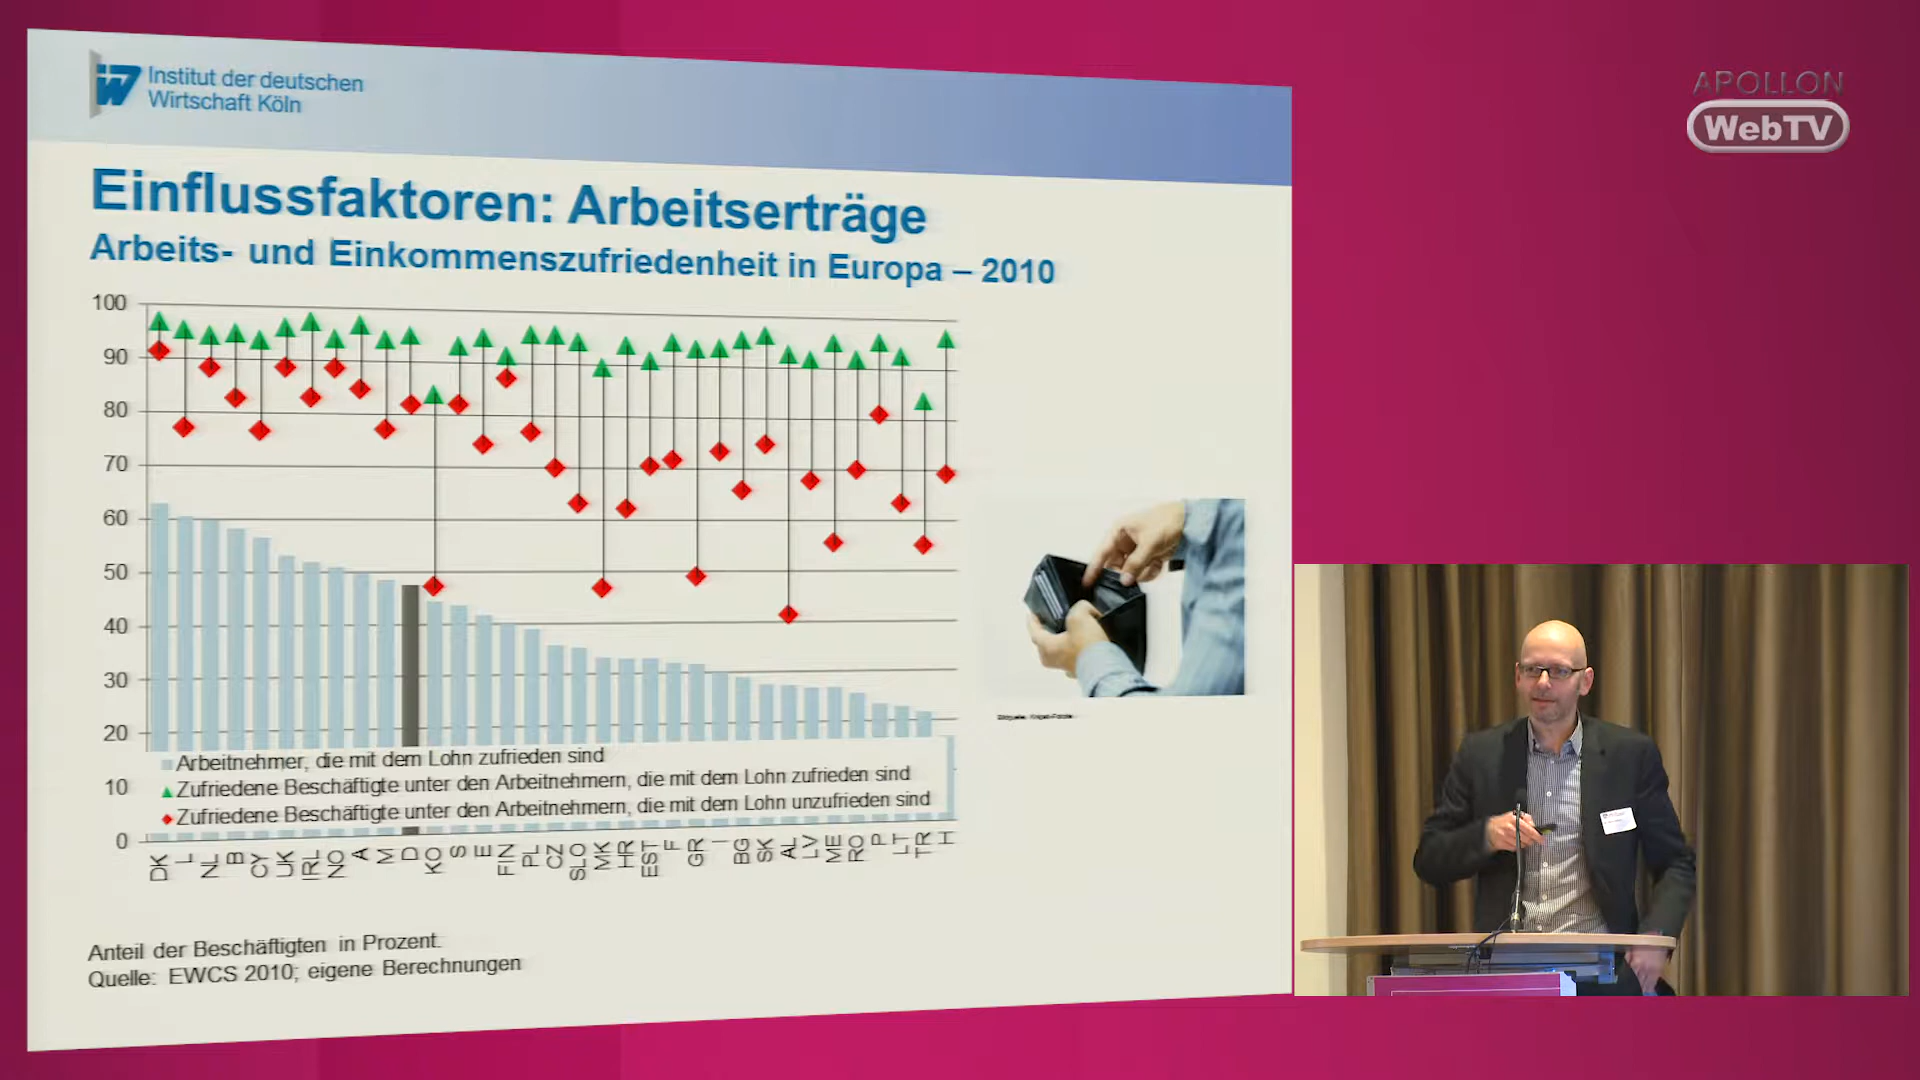 Institut der deutschen
Wirtschaft Köln
APOLLON
WebTV
Einflussfaktoren: Arbeitserträge
Arbeits- und Einkommenszufriedenheit in Europa – 2010
100
90
80
70
60
50
40
30
20
10
0
Arbeitnehmer, die mit dem Lohn zufrieden sind
Zufriedene Beschäftigte unter den Arbeitnehmern, die mit dem Lohn zufrieden sind
Zufriedene Beschäftigte unter den Arbeitnehmern, die mit dem Lohn unzufrieden sind
DK L NL B CY UK IRL NO A M D KO S E FIN PL CZ SLO MK HR EST F GR I BG SK AL LV ME RO P LT TR H
Anteil der Beschäftigten in Prozent.
Quelle: EWCS 2010; eigene Berechnungen